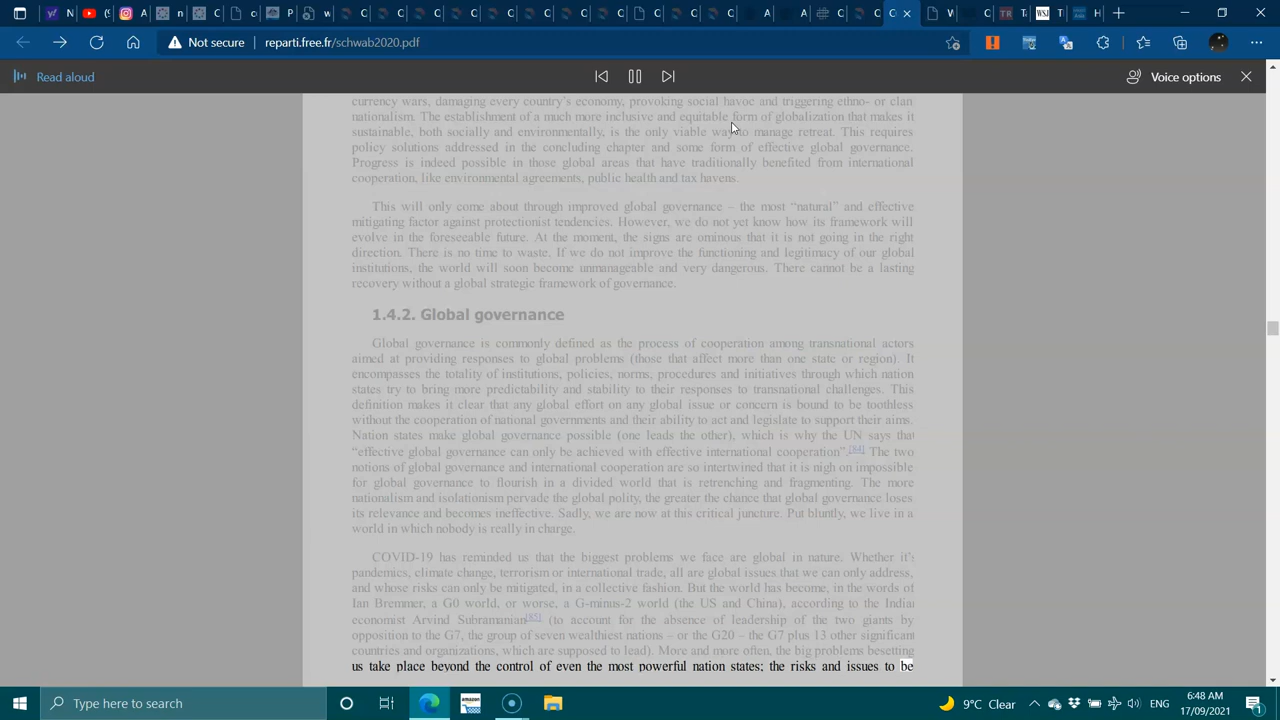 Not secure
reparti.free.fr/schwab2020.pdf
Read aloud
Voice options
currency wars, damaging every country's economy, provoking social havoc and triggering ethno- or clan
nationalism. The establishment of a much more inclusive and equitable form of globalization that makes it
sustainable, both socially and environmentally, is the only viable way to manage retreat. This requires
policy solutions addressed in the concluding chapter and some form of effective global governance.
Progress is indeed possible in those global areas that have traditionally benefited from international
cooperation, like environmental agreements, public health and tax havens.
This will only come about through improved global governance – the most “natural” and effective
mitigating factor against protectionist tendencies. However, we do not yet know how its framework will
evolve in the foreseeable future. At the moment, the signs are ominous that it is not going in the right
direction. There is no time to waste. If we do not improve the functioning and legitimacy of our global
institutions, the world will soon become unmanageable and very dangerous. There cannot be a lasting
recovery without a global strategic framework of governance.
1.4.2. Global governance
Global governance is commonly defined as the process of cooperation among transnational actors
aimed at providing responses to global problems (those that affect more than one state or region). It
encompasses the totality of institutions, policies, norms, procedures and initiatives through which nation
states try to bring more predictability and stability to their responses to transnational challenges. This
definition makes it clear that any global effort on any global issue or concern is bound to be toothless
without the cooperation of national governments and their ability to act and legislate to support their aims.
Nation states make global governance possible (one leads the other), which is why the UN says that
“effective global governance can only be achieved with effective international cooperation”.[84] The two
notions of global governance and international cooperation are so intertwined that it is nigh on impossible
for global governance to flourish in a divided world that is retrenching and fragmenting. The more
nationalism and isolationism pervade the global polity, the greater the chance that global governance loses
its relevance and becomes ineffective. Sadly, we are now at this critical juncture. Put bluntly, we live in a
world in which nobody is really in charge.
COVID-19 has reminded us that the biggest problems we face are global in nature. Whether it's
pandemics, climate change, terrorism or international trade, all are global issues that we can only address,
and whose risks can only be mitigated, in a collective fashion. But the world has become, in the words of
Ian Bremmer, a G0 world, or worse, a G-minus-2 world (the US and China), according to the Indian
economist Arvind Subramanian[85] (to account for the absence of leadership of the two giants by
opposition to the G7, the group of seven wealthiest nations – or the G20 – the G7 plus 13 other significant
countries and organizations, which are supposed to lead). More and more often, the big problems besetting
us take place beyond the control of even the most powerful nation states; the risks and issues to be
Type here to search
amazon
9°C Clear
ENG
6:48 AM
17/09/2021